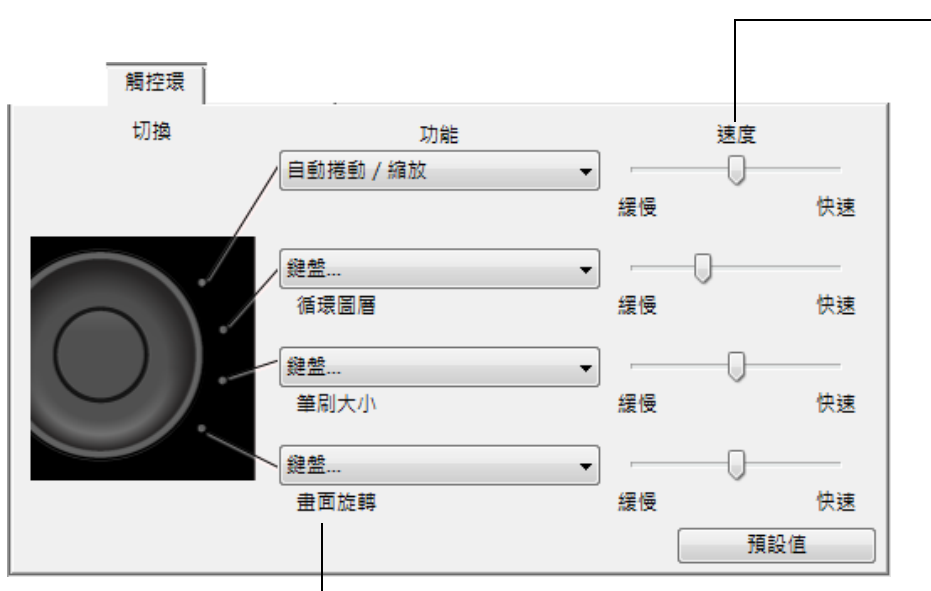 觸控環
切換 功能 速度
自動捲動 / 縮放
緩慢 快速
鍵盤...
循環圖層 緩慢 快速
鍵盤...
筆刷大小 緩慢 快速
鍵盤...
畫面旋轉 緩慢 快速
預設值